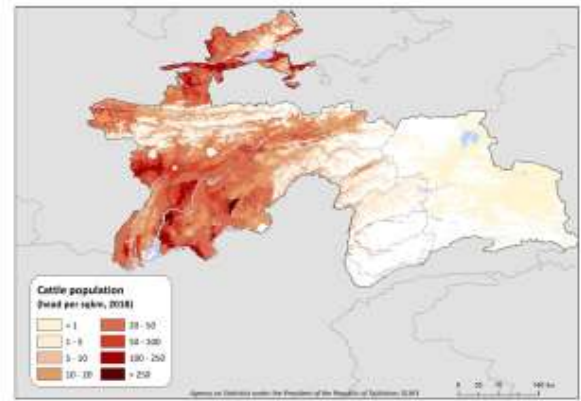 Cattle population
(head per sqkm, 2018)
< 1
1 - 5
5 - 10
10 - 20
20 - 50
50 - 100
100 - 250
> 250
Agency on Statistics under the President of the Republic of Tajikistan